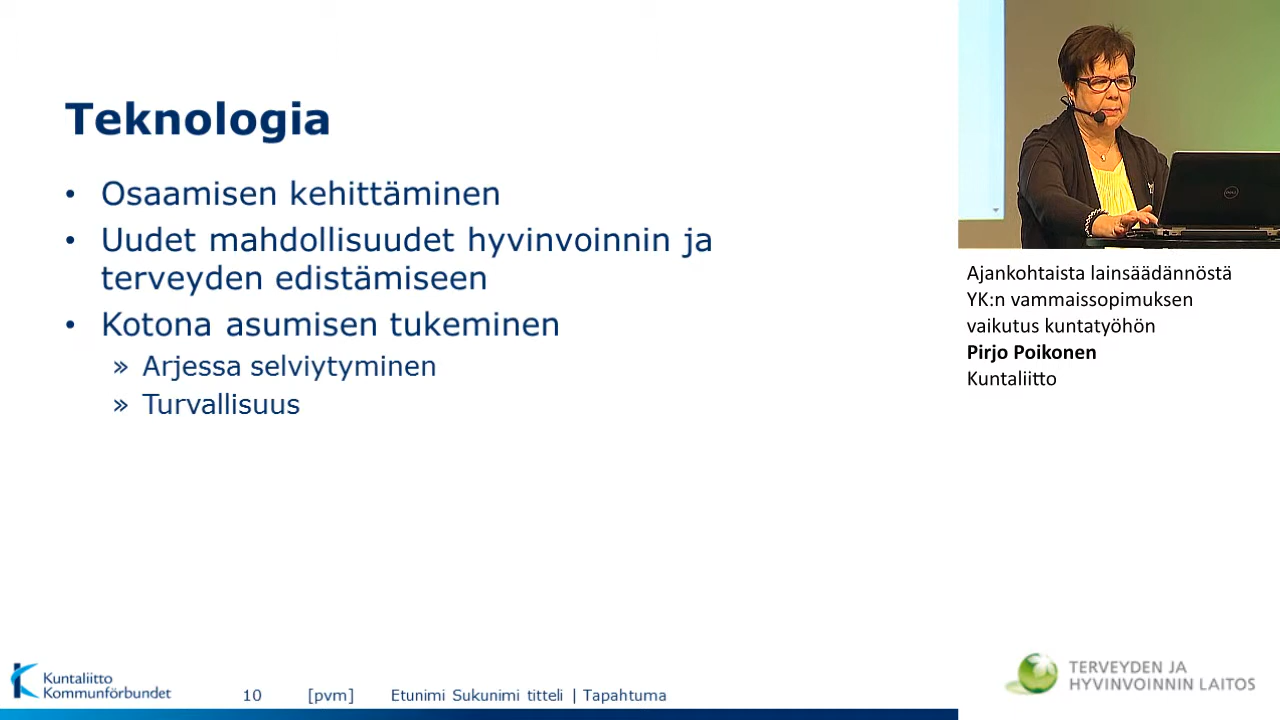 Teknologia
• Osaamisen kehittäminen
• Uudet mahdollisuudet hyvinvoinnin ja
terveyden edistämiseen
• Kotona asumisen tukeminen
» Arjessa selviytyminen
» Turvallisuus
Kuntaliitto
Kommunförbundet
10 [pvm] Etunimi Sukunimi titteli | Tapahtuma
DELL
Ajankohtaista lainsäädännöstä
YK:n vammaissopimuksen
vaikutus kuntatyöhön
Pirjo Poikonen
Kuntaliitto
TERVEYDEN JA
HYVINVOINNIN LAITOS